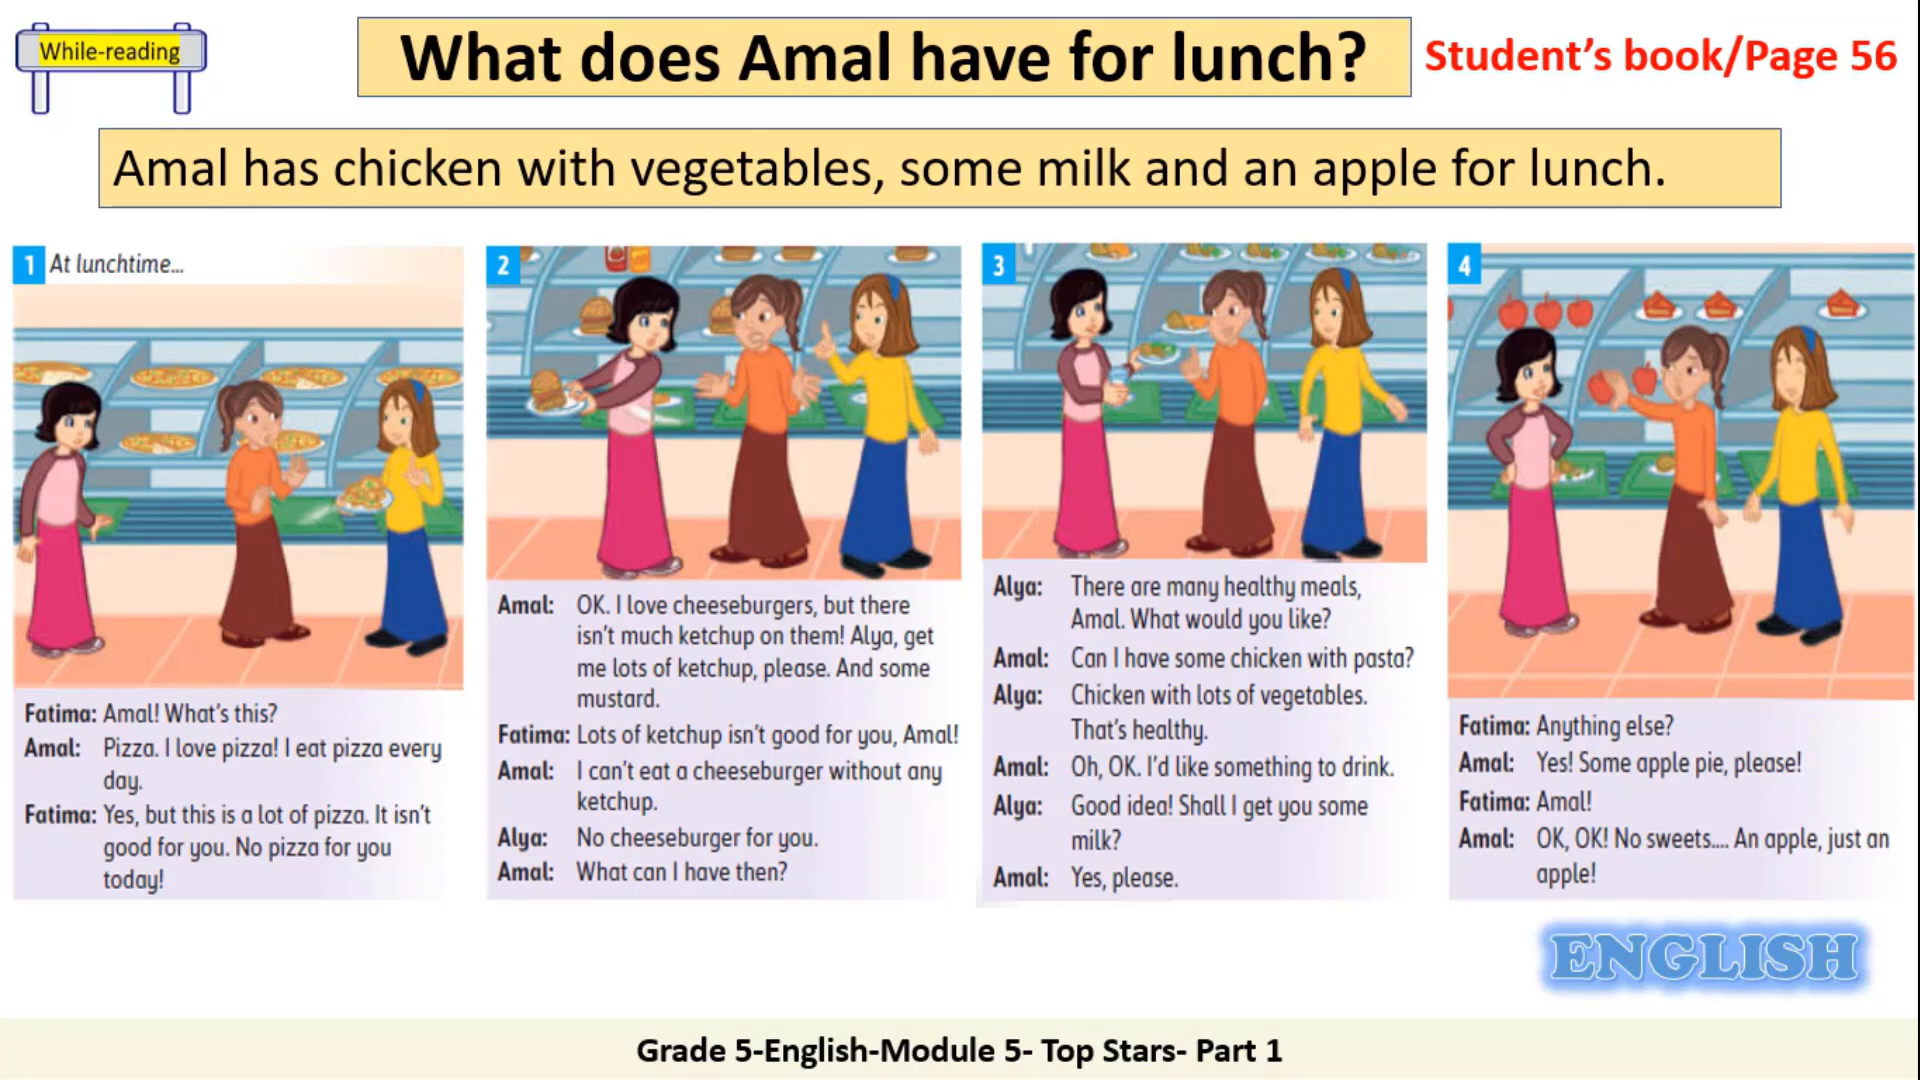 While-reading
What does Amal have for lunch?
Student's book/Page 56
Amal has chicken with vegetables, some milk and an apple for lunch.
1 At lunchtime...
Fatima: Amal! What's this?
Amal: Pizza. I love pizza! I eat pizza every
day.
Fatima: Yes, but this is a lot of pizza. It isn't
good for you. No pizza for you
today!
2
Amal: OK. I love cheeseburgers, but there
isn't much ketchup on them! Alya, get
me lots of ketchup, please. And some
mustard.
Fatima: Lots of ketchup isn't good for you, Amal!
Amal: I can't eat a cheeseburger without any
ketchup.
Alya: No cheeseburger for you.
Amal: What can I have then?
3
Alya: There are many healthy meals,
Amal. What would you like?
Amal: Can I have some chicken with pasta?
Alya: Chicken with lots of vegetables.
That's healthy.
Amal: Oh, OK. I'd like something to drink.
Alya: Good idea! Shall I get you some
milk?
Amal: Yes, please.
4
Fatima: Anything else?
Amal: Yes! Some apple pie, please!
Fatima: Amal!
Amal: OK, OK! No sweets.... An apple, just an
apple!
ENGLISH
Grade 5-English-Module 5- Top Stars- Part 1